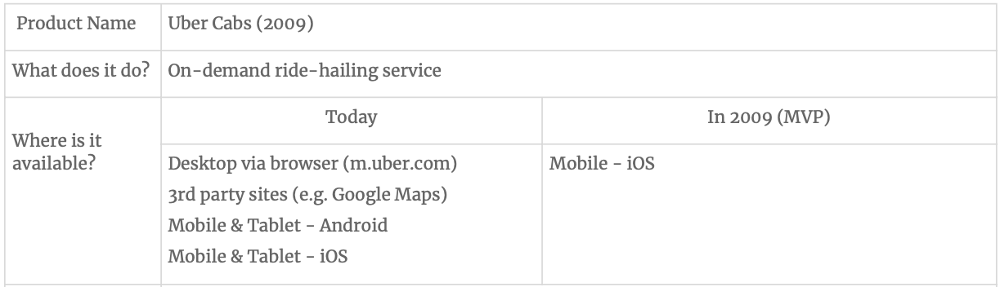 Product Name
Uber Cabs (2009)
What does it do?
On-demand ride-hailing service
Where is it
available?
Today
In 2009 (MVP)
Desktop via browser (m.uber.com)
3rd party sites (e.g. Google Maps)
Mobile & Tablet - Android
Mobile & Tablet - iOS
Mobile - iOS